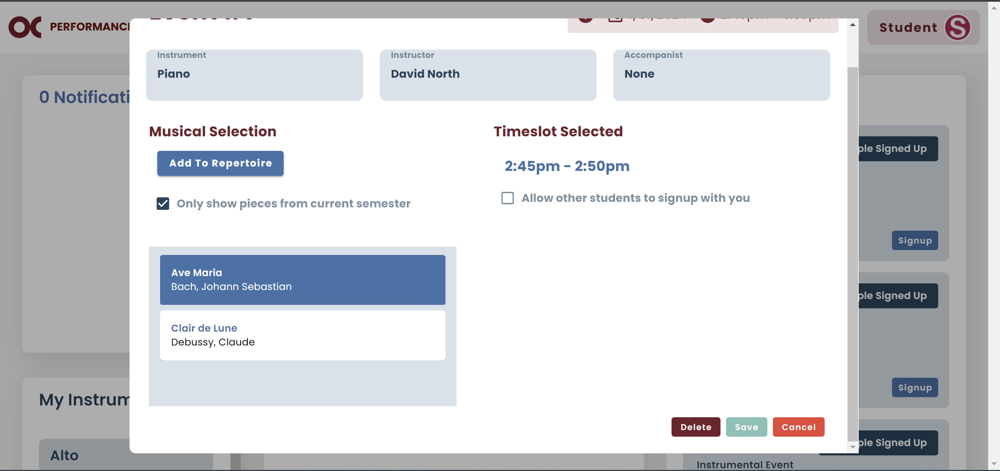 OC PERFORMANC
Student S
Instrument
Piano
Instructor
David North
Accompanist
None
0 Notificati
Musical Selection
Add To Repertoire
Only show pieces from current semester
Timeslot Selected
2:45pm - 2:50pm
Allow other students to signup with you
Ave Maria
Bach, Johann Sebastian
Clair de Lune
Debussy, Claude
Delete
Save
Cancel
ple Signed Up
Signup
ple Signed Up
Signup
ple Signed Up
Instrumental Event
My Instrum
Alto